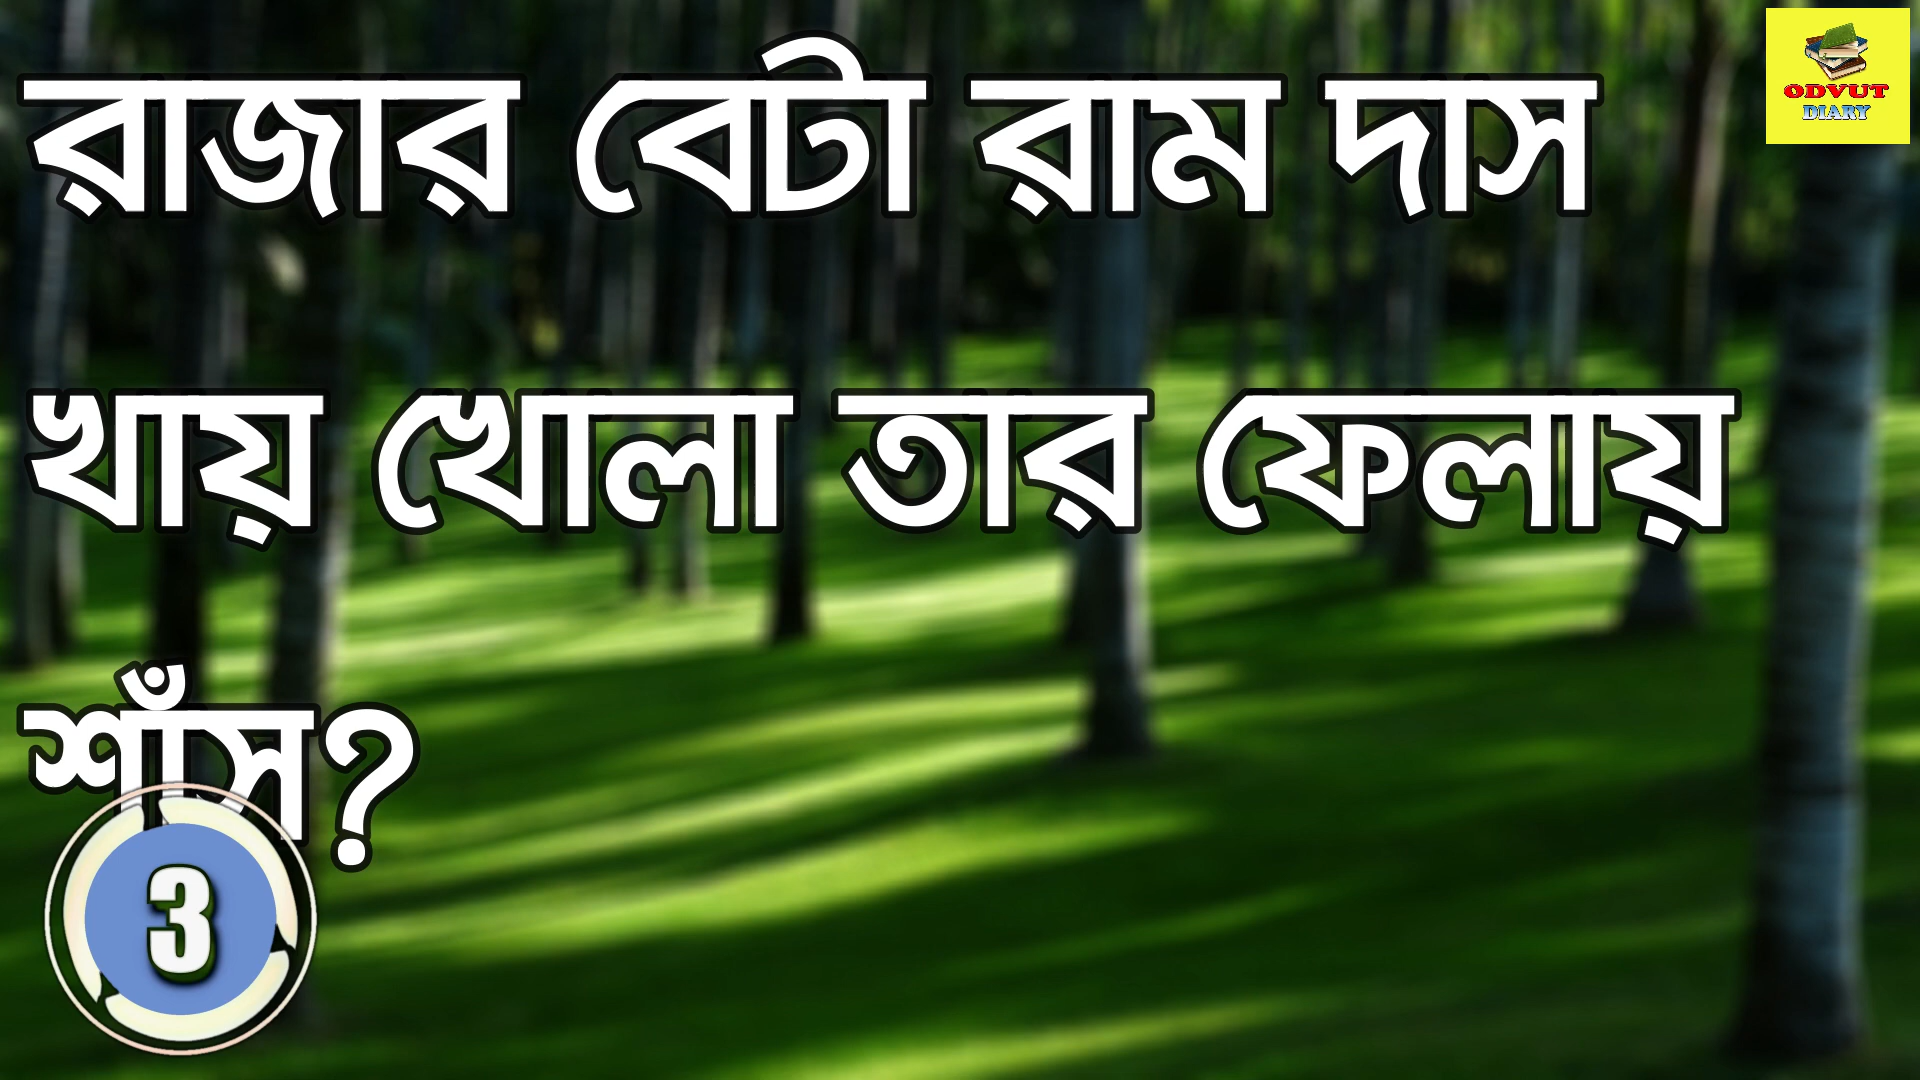 রাজার বেটা রাম দাস
খায় খোলা তার ফেলায়
শাঁস?
3
ODVUT
DIARY